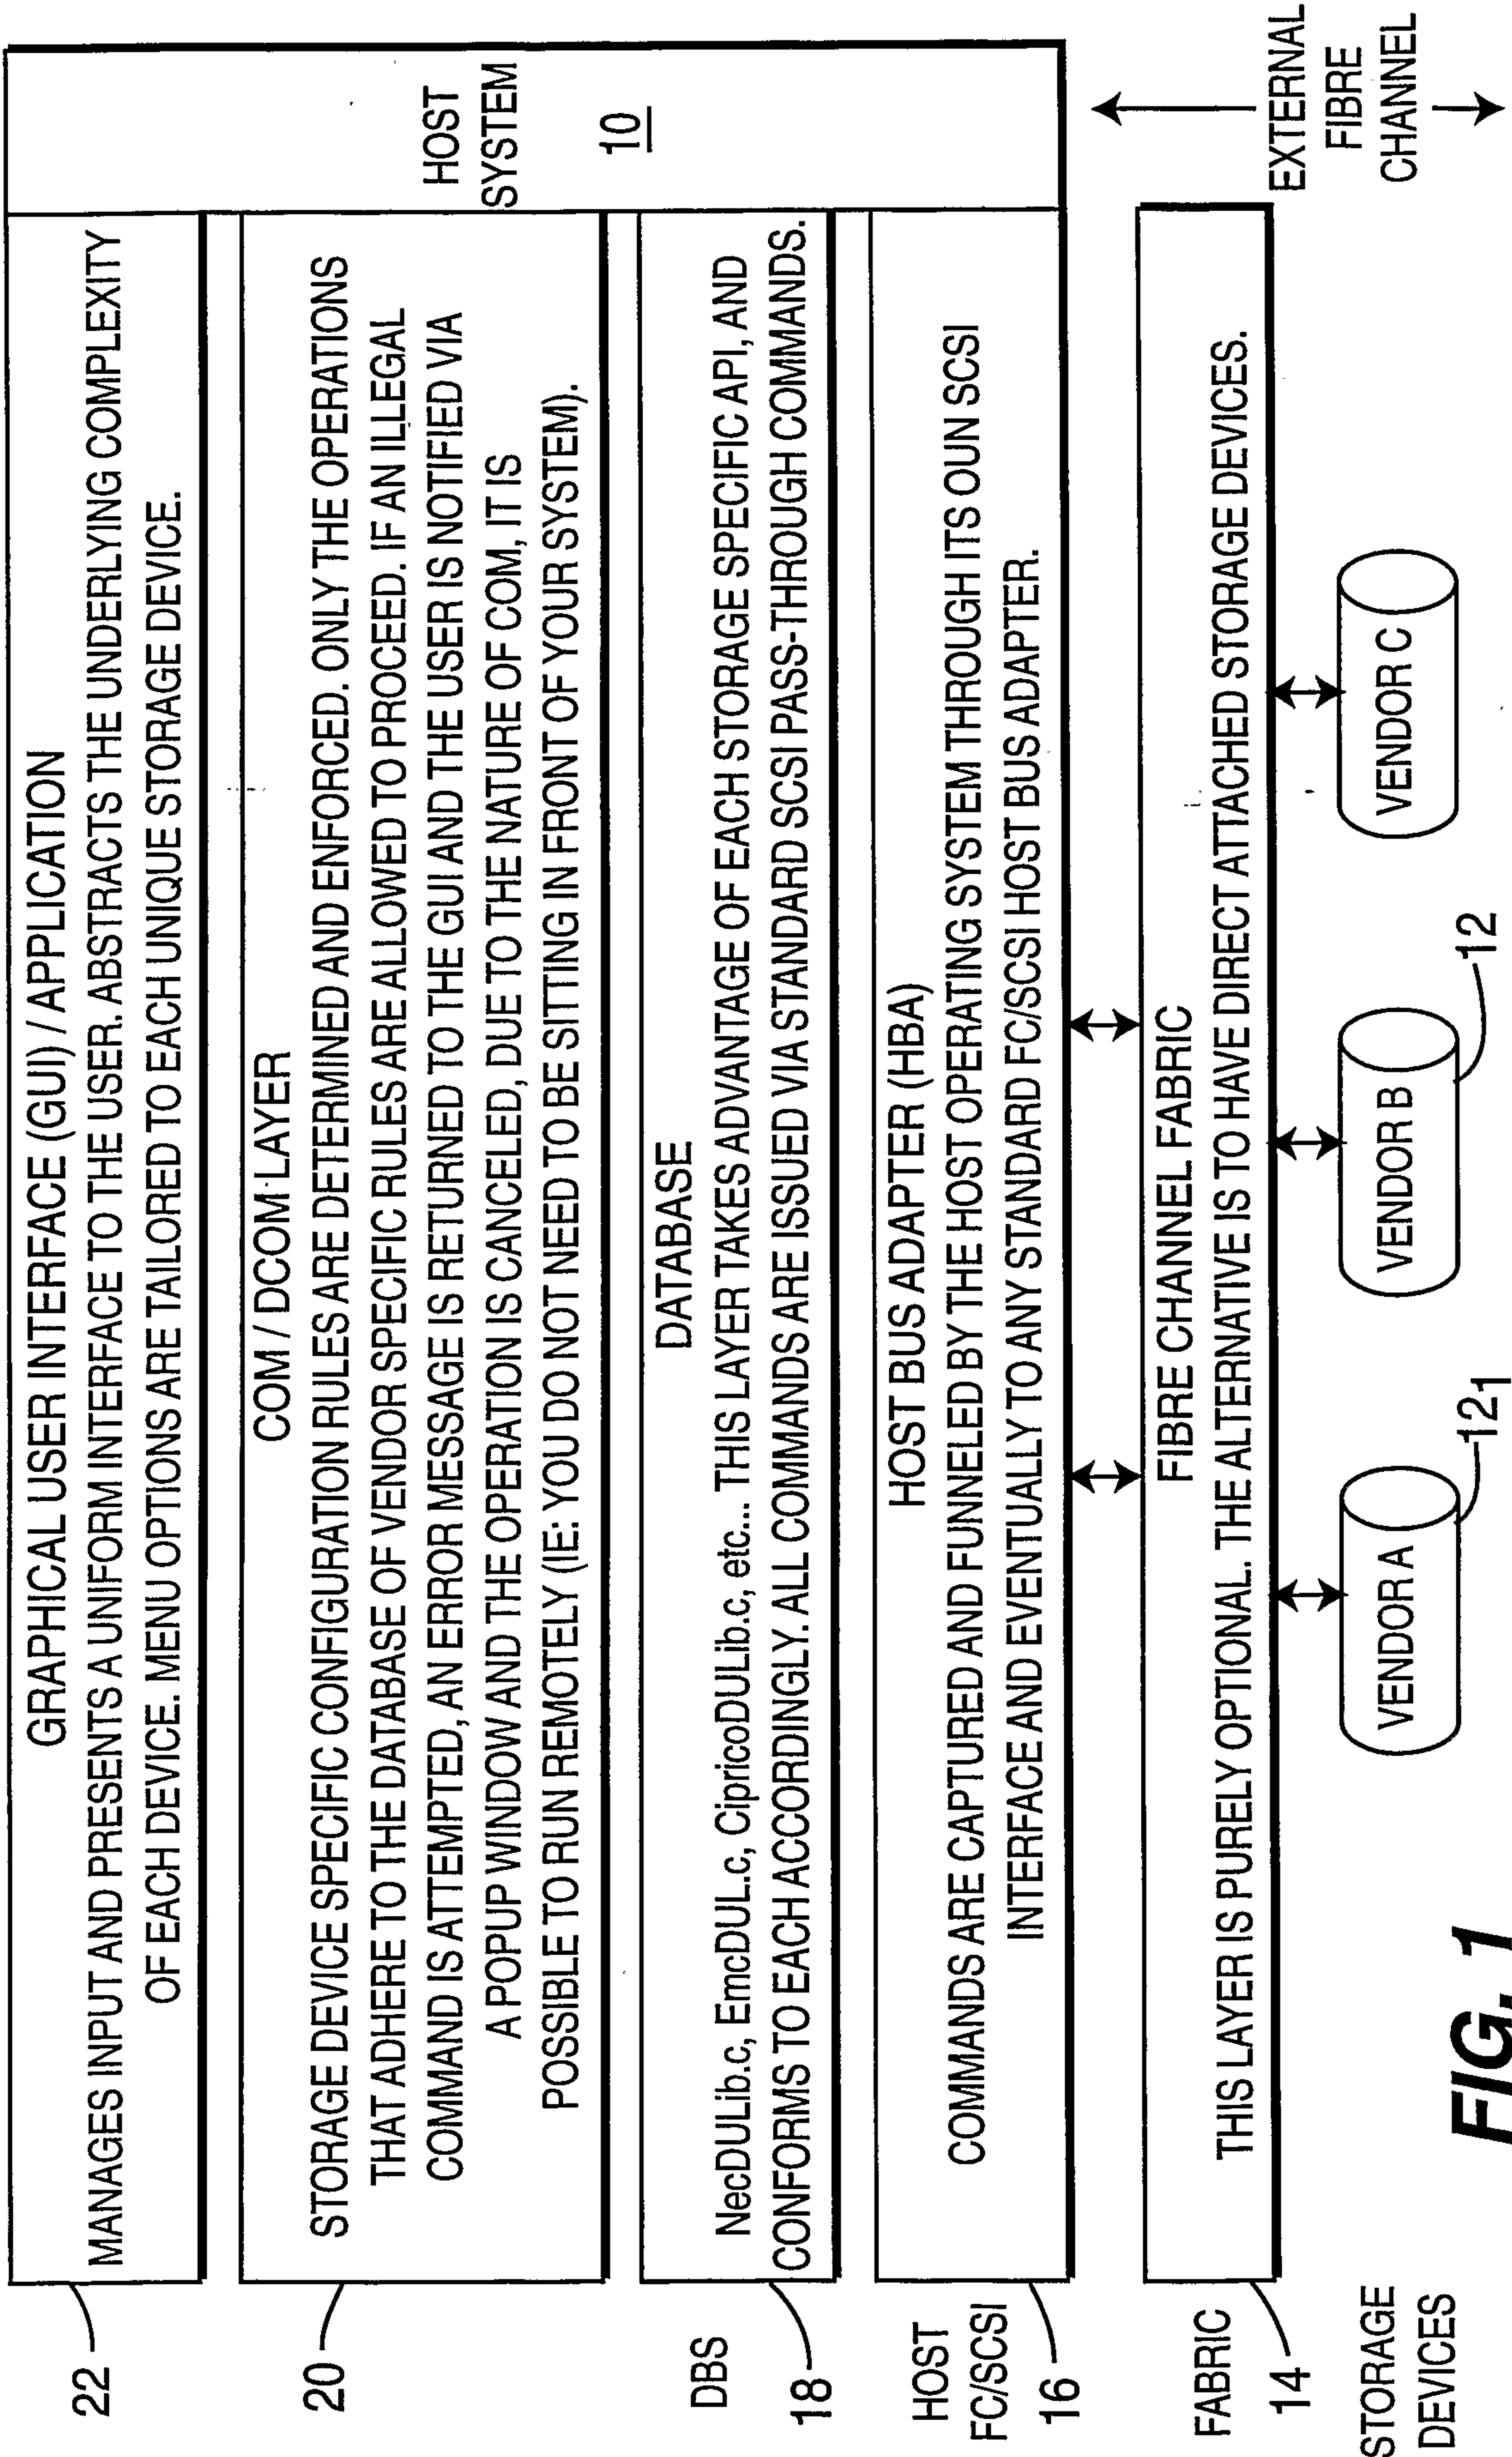 GRAPHICAL USER INTERFACE (GUI) / APPLICATION
MANAGES INPUT AND PRESENTS A UNIFORM INTERFACE TO THE USER. ABSTRACTS THE UNDERLYING COMPLEXITY
OF EACH DEVICE. MENU OPTIONS ARE TAILORED TO EACH UNIQUE STORAGE DEVICE.
22
COM / DCOM LAYER
STORAGE DEVICE SPECIFIC CONFIGURATION RULES ARE DETERMINED AND ENFORCED. ONLY THE OPERATIONS
THAT ADHERE TO THE DATABASE OF VENDOR SPECIFIC RULES ARE ALLOWED TO PROCEED. IF AN ILLEGAL
COMMAND IS ATTEMPTED, AN ERROR MESSAGE IS RETURNED TO THE GUI AND THE USER IS NOTIFIED VIA
A POPUP WINDOW AND THE OPERATION IS CANCELED, DUE TO THE NATURE OF COM, IT IS
POSSIBLE TO RUN REMOTELY (IE: YOU DO NOT NEED TO BE SITTING IN FRONT OF YOUR SYSTEM).
20
HOST
SYSTEM
10
DATABASE
NecDULib.c, EmcDUL.c, CipricoDULib.c, etc... THIS LAYER TAKES ADVANTAGE OF EACH STORAGE SPECIFIC API, AND
CONFORMS TO EACH ACCORDINGLY. ALL COMMANDS ARE ISSUED VIA STANDARD SCSI PASS-THROUGH COMMANDS.
DBS
18
HOST BUS ADAPTER (HBA)
COMMANDS ARE CAPTURED AND FUNNELED BY THE HOST OPERATING SYSTEM THROUGH ITS OUN SCSI
INTERFACE AND EVENTUALLY TO ANY STANDARD FC/SCSI HOST BUS ADAPTER.
HOST
FC/SCSI
16
FIBRE CHANNEL FABRIC
THIS LAYER IS PURELY OPTIONAL. THE ALTERNATIVE IS TO HAVE DIRECT ATTACHED STORAGE DEVICES.
FABRIC
14
EXTERNAL
FIBRE
CHANNEL
STORAGE
DEVICES
VENDOR A
VENDOR B
VENDOR C
121
12
FIG. 1